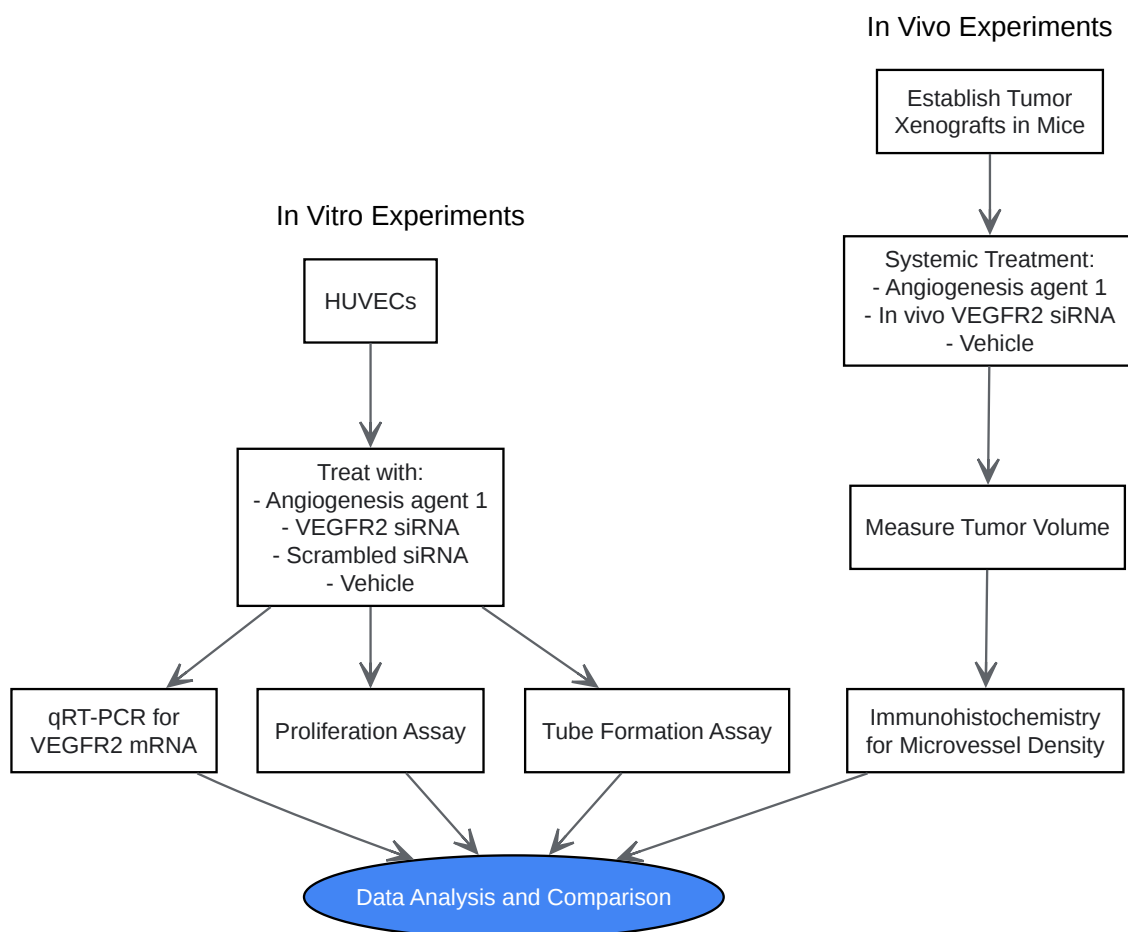 In Vivo Experiments
Establish Tumor
Xenografts in Mice
In Vitro Experiments
Systemic Treatment:
- Angiogenesis agent 1
- In vivo VEGFR2 siRNA
- Vehicle
HUVECs
Treat with:
- Angiogenesis agent 1
- VEGFR2 siRNA
- Scrambled siRNA
- Vehicle
Measure Tumor Volume
qRT-PCR for
VEGFR2 mRNA
Proliferation Assay
Tube Formation Assay
Immunohistochemistry
for Microvessel Density
Data Analysis and Comparison